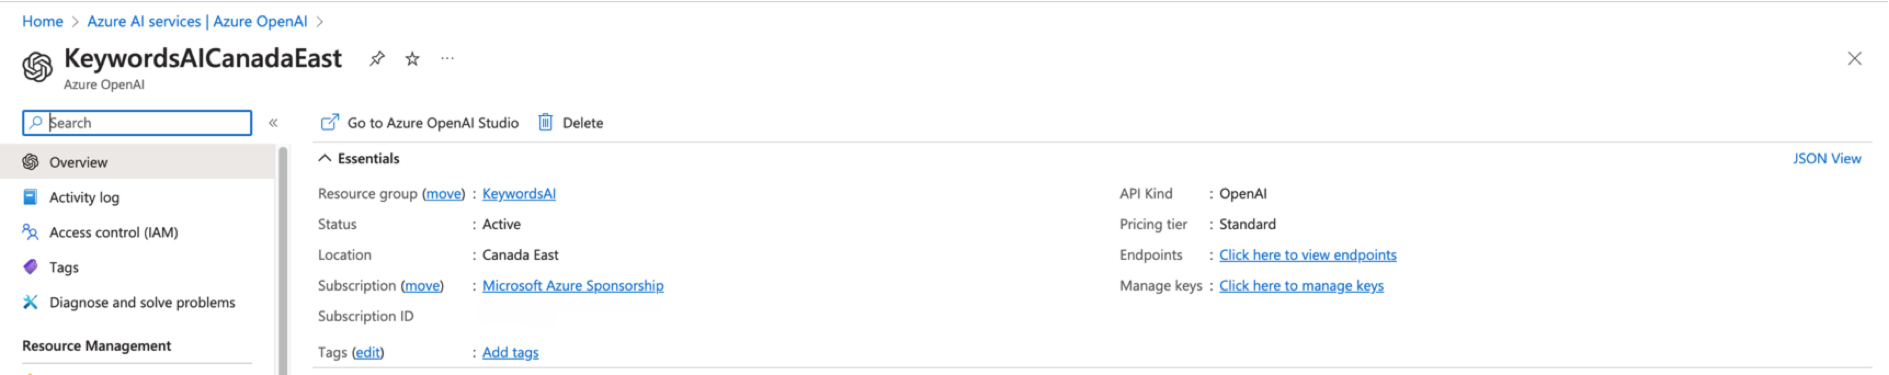 Home > Azure AI services | Azure OpenAI >
KeywordsAICanadaEast ...
Azure OpenAI
Search «
Go to Azure OpenAI Studio Delete
Overview
Activity log
Access control (IAM)
Tags
Diagnose and solve problems
Resource Management
Essentials JSON View
Resource group (move) : KeywordsAI
Status : Active
Location : Canada East
Subscription (move) : Microsoft Azure Sponsorship
Subscription ID
Tags (edit) : Add tags
API Kind : OpenAI
Pricing tier : Standard
Endpoints : Click here to view endpoints
Manage keys : Click here to manage keys